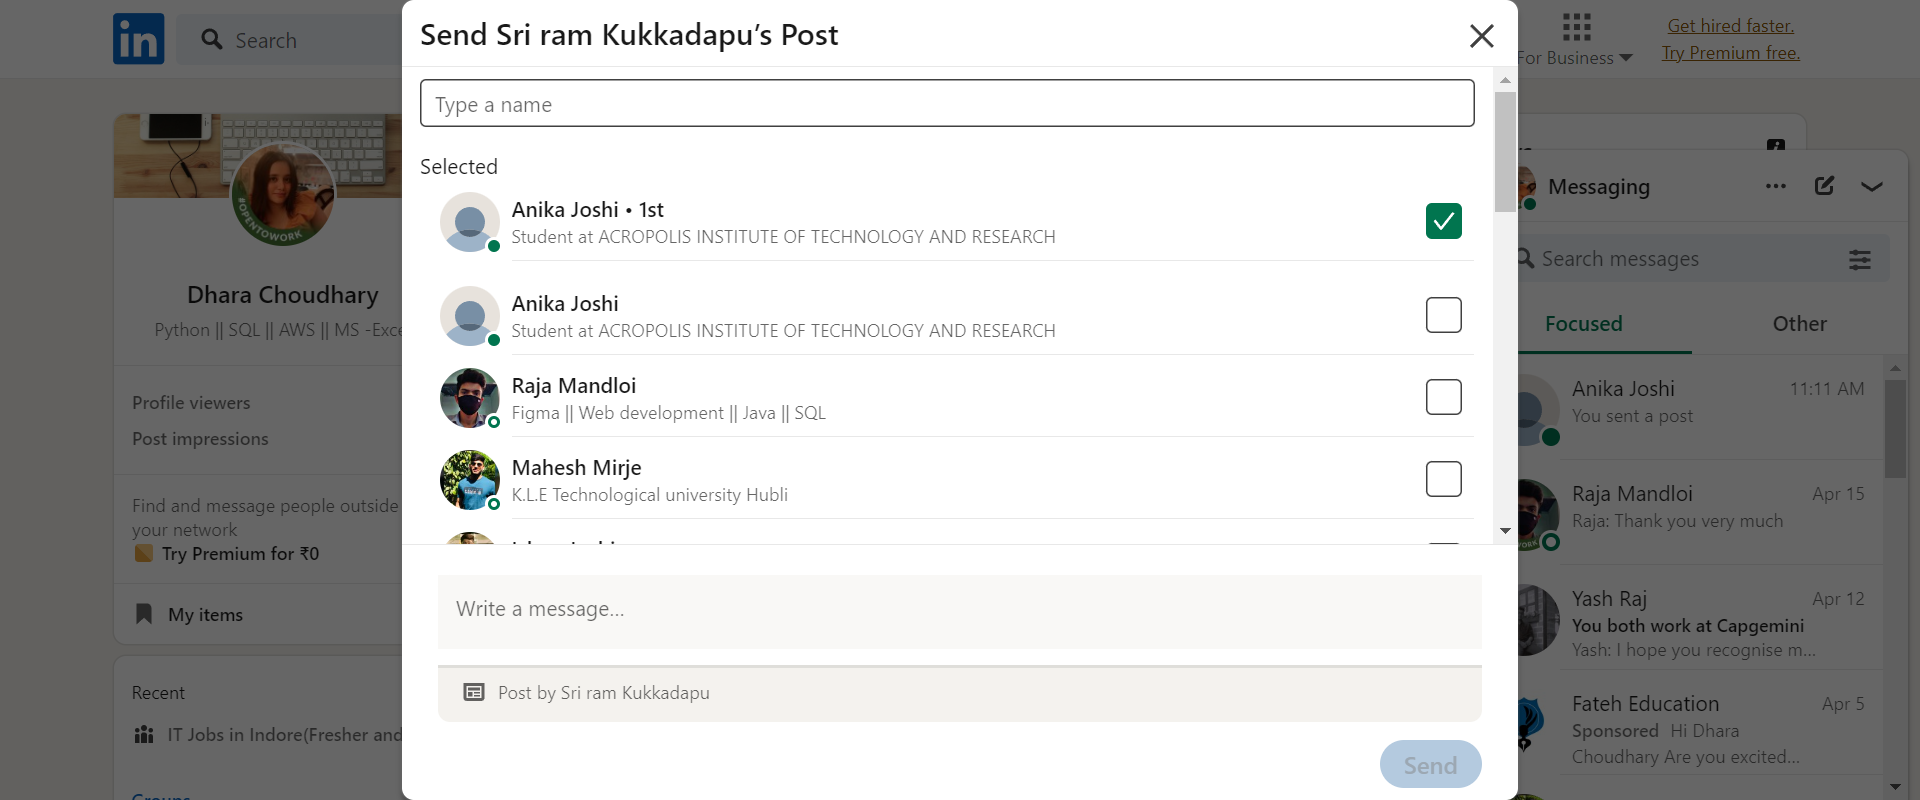 in
Search
For Business
Get hired faster.
Try Premium free.
Send Sri ram Kukkadapu’s Post
Type a name
Selected
Anika Joshi • 1st
Student at ACROPOLIS INSTITUTE OF TECHNOLOGY AND RESEARCH
Anika Joshi
Student at ACROPOLIS INSTITUTE OF TECHNOLOGY AND RESEARCH
Raja Mandloi
Figma || Web development || Java || SQL
Mahesh Mirje
K.L.E Technological university Hubli
Write a message...
Post by Sri ram Kukkadapu
Send
#OPENTOWORK
Dhara Choudhary
Python || SQL || AWS || MS -Exce
Profile viewers
Post impressions
Find and message people outside
your network
Try Premium for ₹0
My items
Recent
IT Jobs in Indore(Fresher and
Groups
Messaging
Search messages
Focused
Other
Anika Joshi
11:11 AM
You sent a post
Raja Mandloi
Apr 15
Raja: Thank you very much
Yash Raj
Apr 12
You both work at Capgemini
Yash: I hope you recognise m...
Fateh Education
Apr 5
Sponsored Hi Dhara
Choudhary Are you excited...